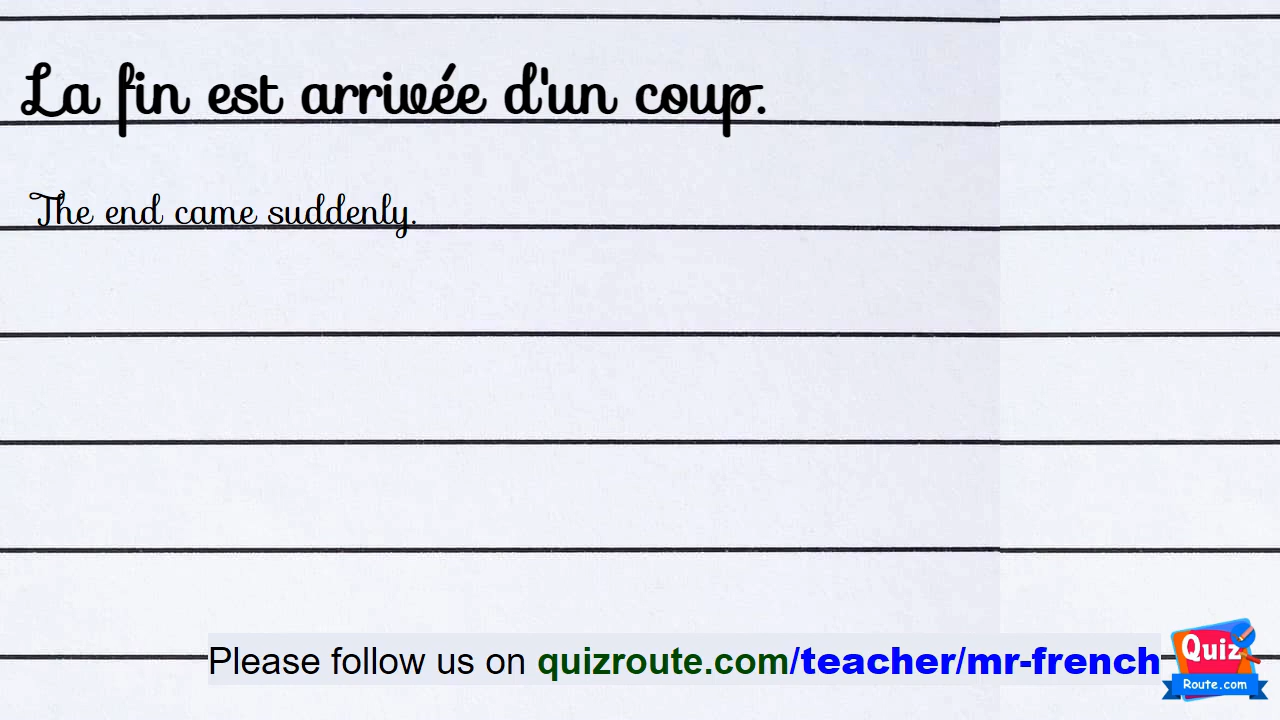 La fin est arrivée d'un coup.
The end came suddenly.
Please follow us on quizroute.com/teacher/mr-french
Quiz
Route.com